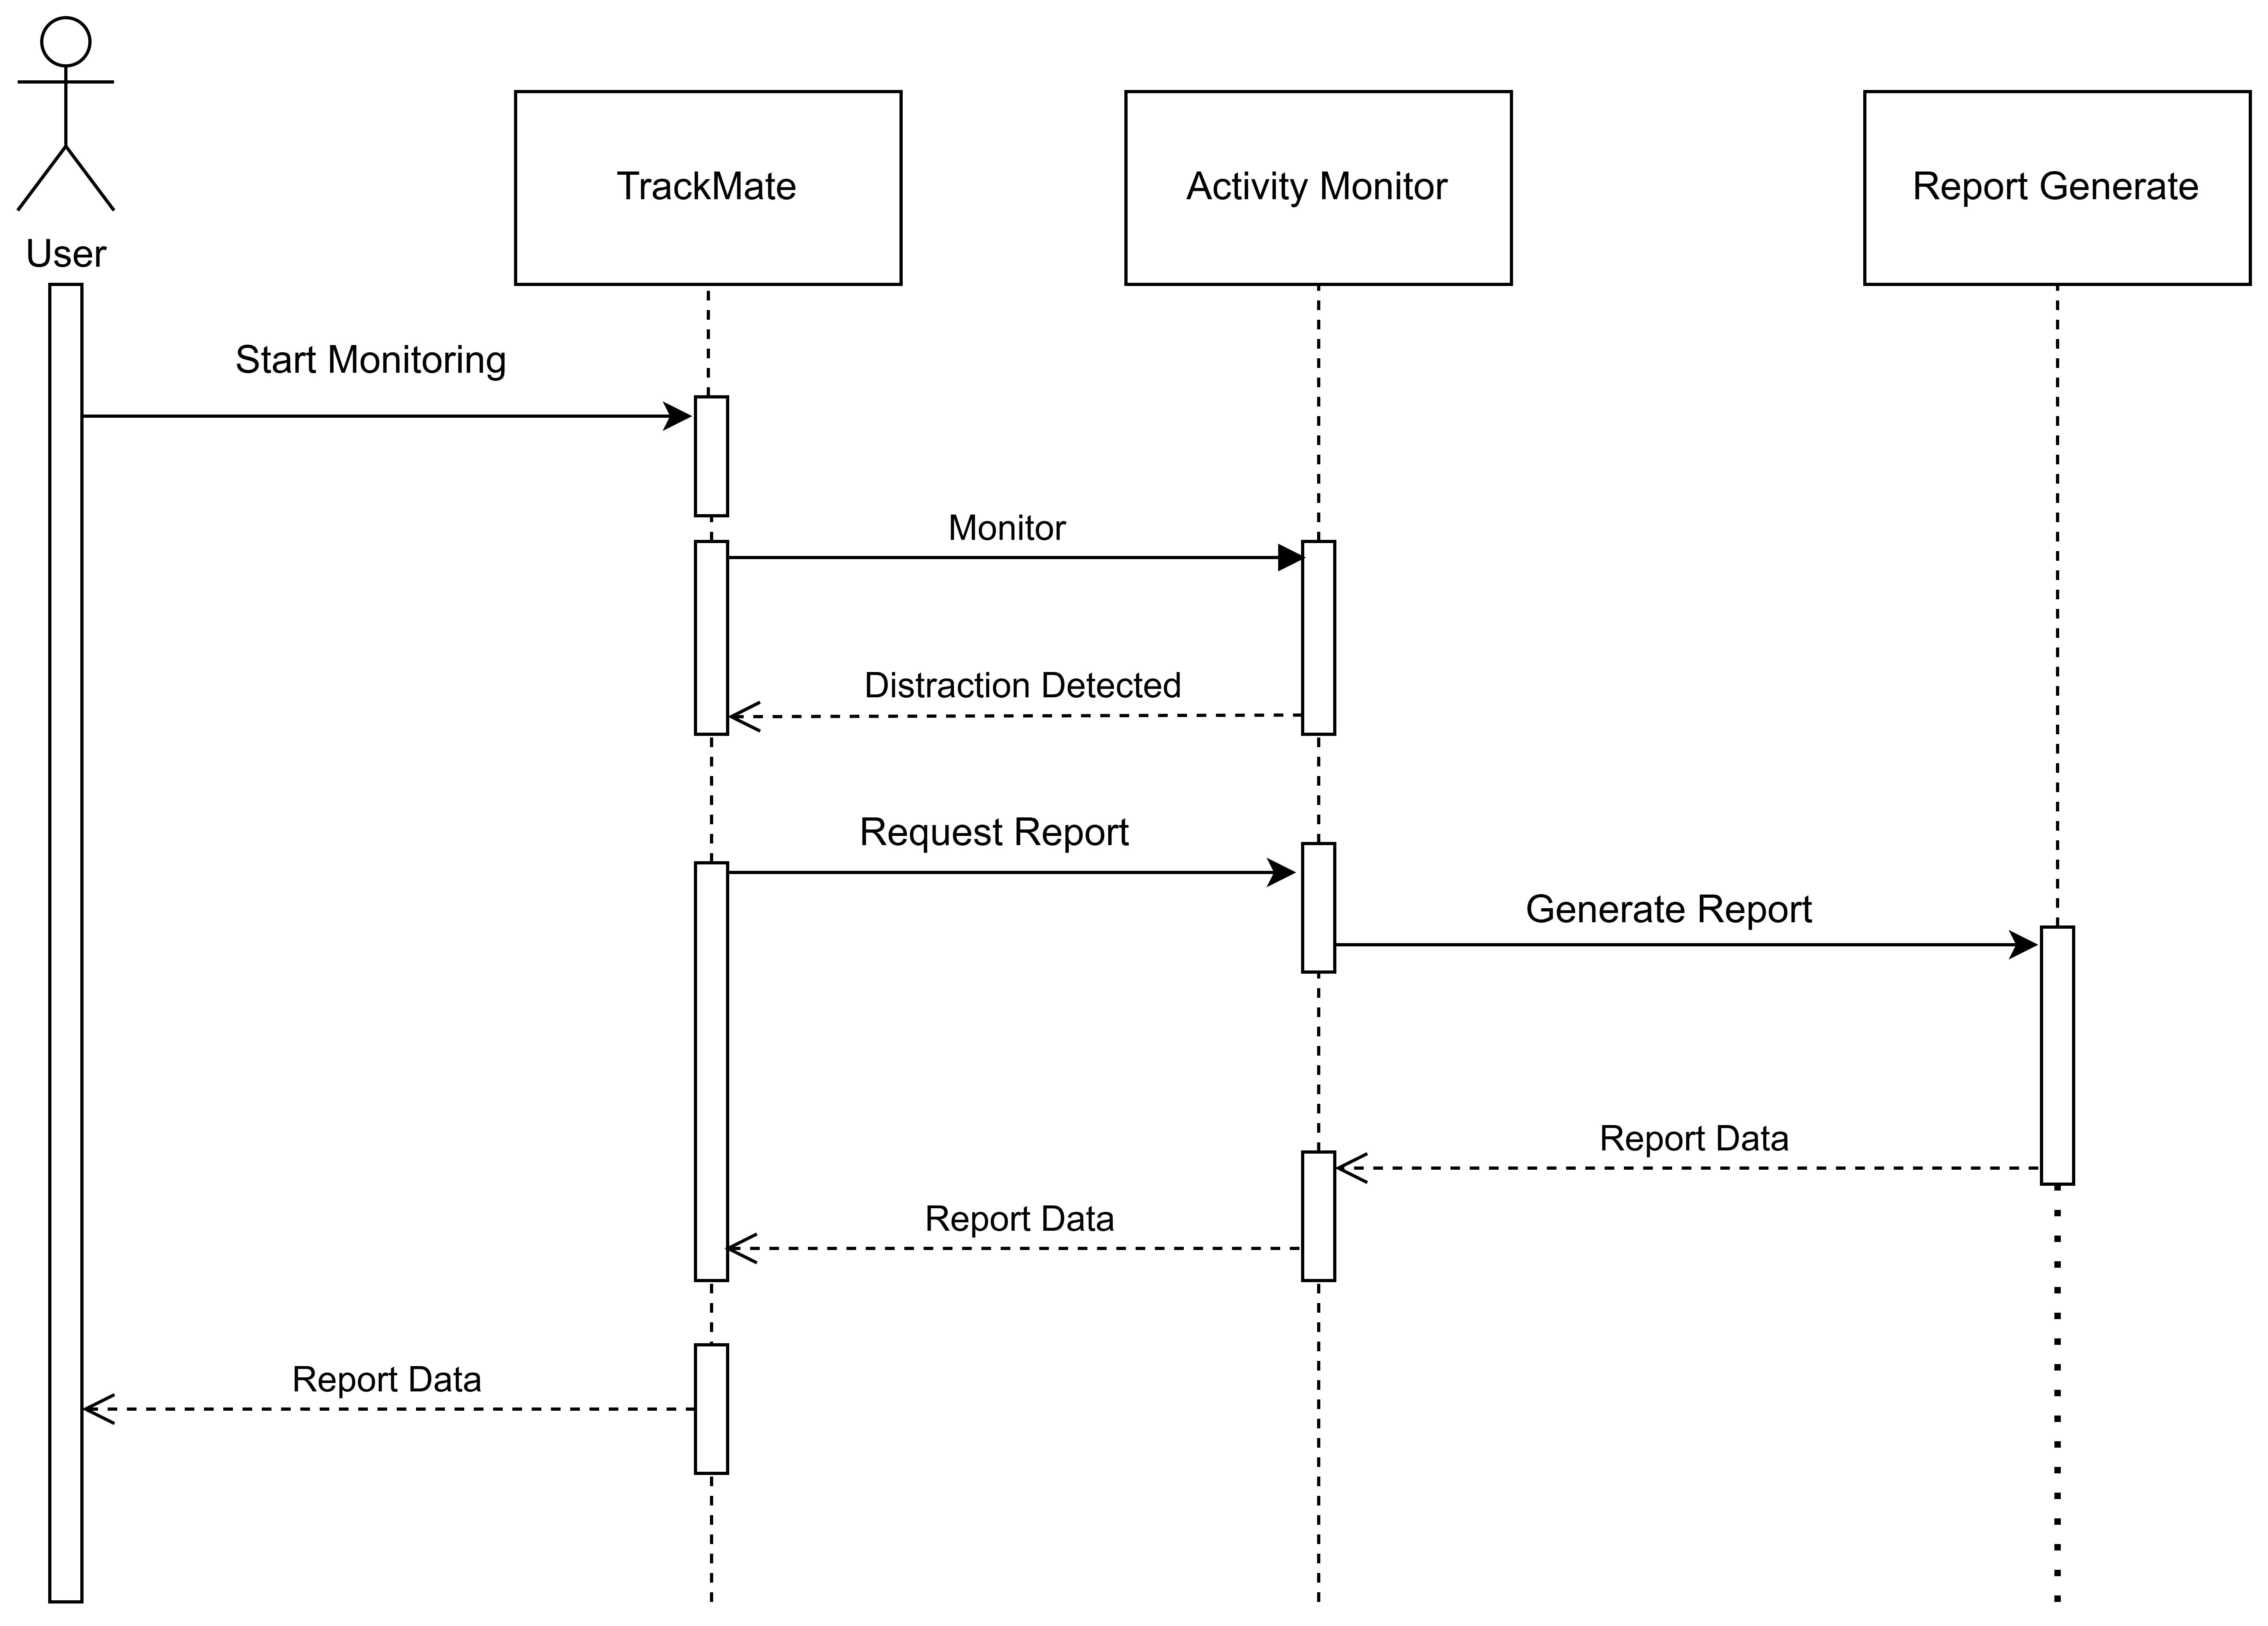 TrackMate
Activity Monitor
Report Generate
User
Start Monitoring
Monitor
Distraction Detected
Request Report
Generate Report
Report Data
Report Data
Report Data